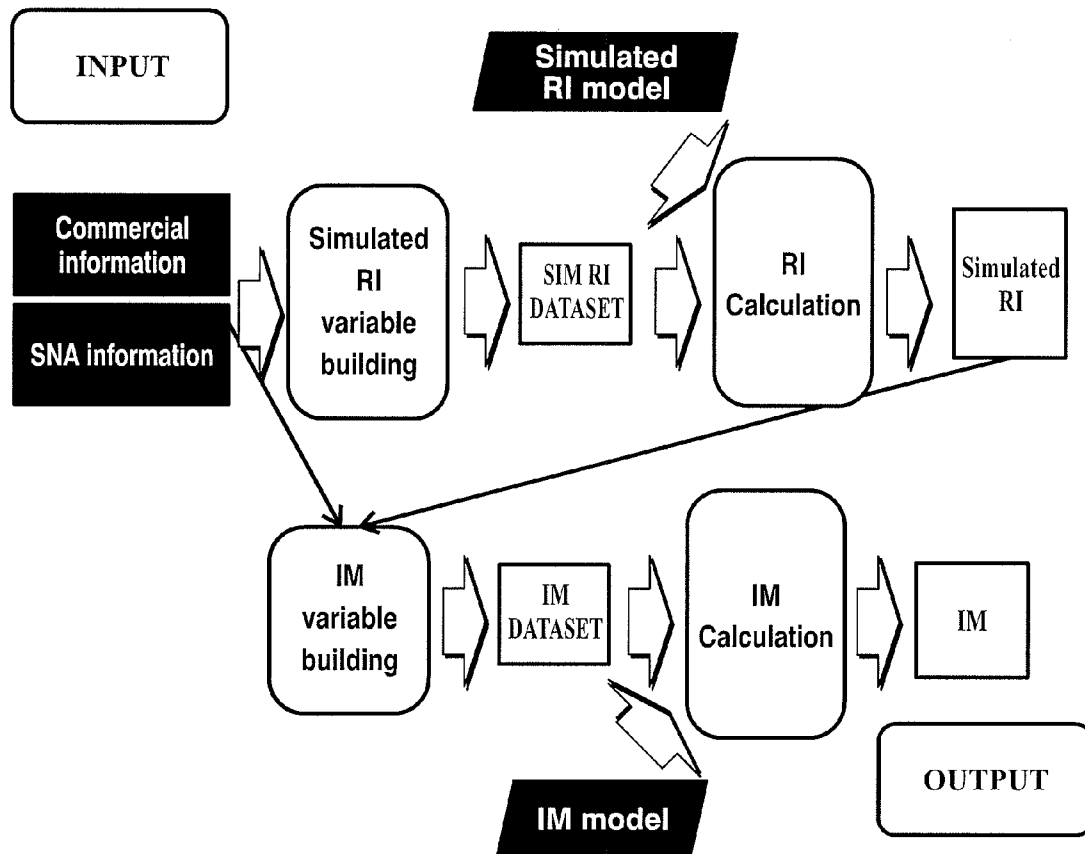 INPUT
Simulated
RI model
Commercial
information
SNA information
Simulated
RI
variable
building
SIM RI
DATASET
RI
Calculation
Simulated
RI
IM
variable
building
IM
DATASET
IM
Calculation
IM
IM model
OUTPUT